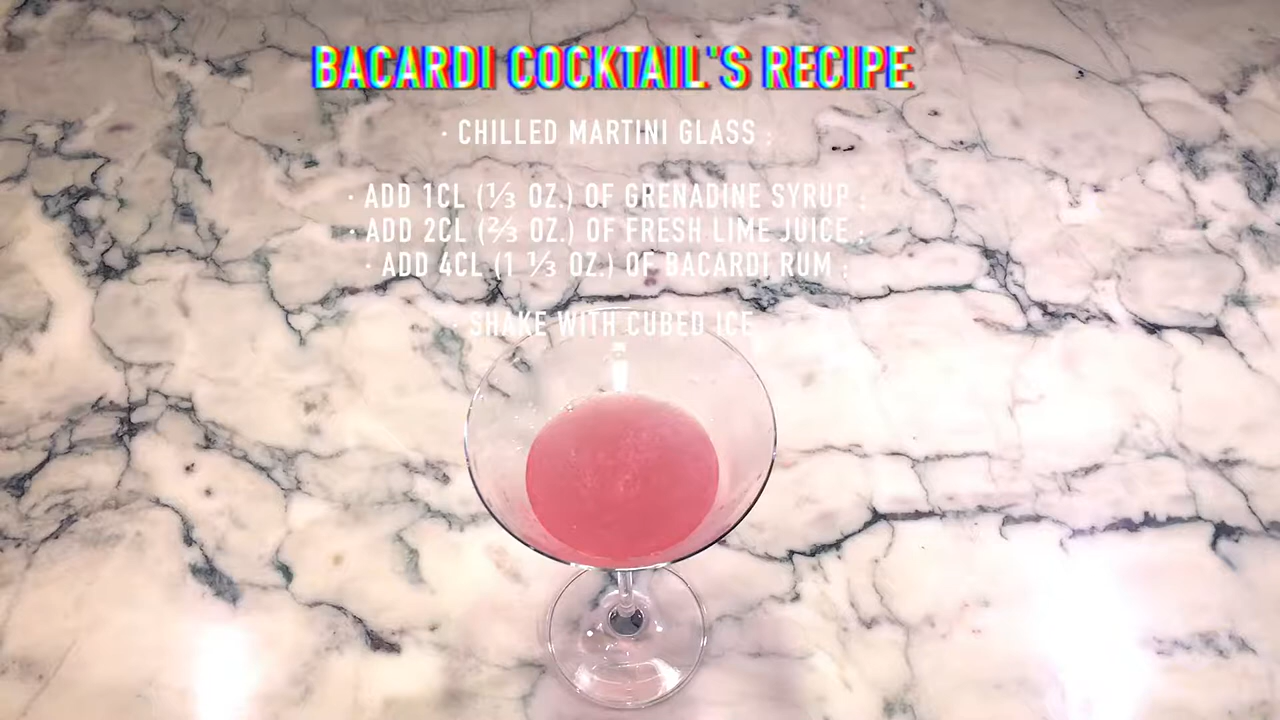 BACARDI COCKTAIL'S RECIPE
· CHILLED MARTINI GLASS ;
· ADD 1CL (⅓ OZ.) OF GRENADINE SYRUP ;
· ADD 2CL (⅔ OZ.) OF FRESH LIME JUICE ;
· ADD 4CL (1 ⅓ OZ.) OF BACARDI RUM ;
· SHAKE WITH CUBED ICE